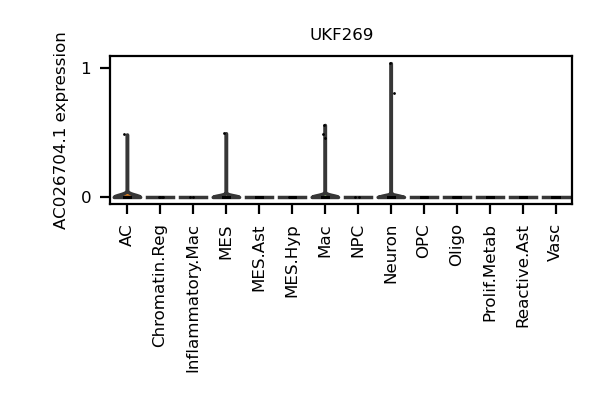 UKF269
AC026704.1 expression
1
0
AC
Chromatin.Reg
Inflammatory.Mac
MES
MES.Ast
MES.Hyp
Mac
NPC
Neuron
OPC
Oligo
Prolif.Metab
Reactive.Ast
Vasc